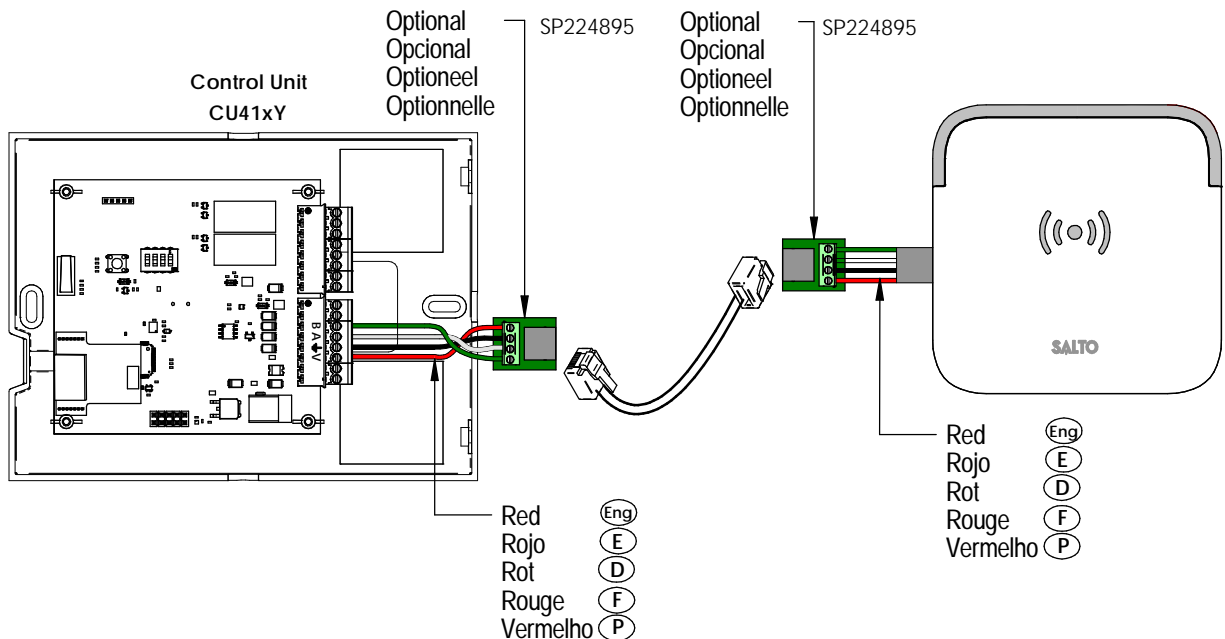 Optional
Opcional
Optioneel
Optionnelle
SP224895
Optional
Opcional
Optioneel
Optionnelle
SP224895
Control Unit
CU41xY
B A V
SALTO
Red Eng
Rojo E
Rot D
Rouge F
Vermelho P
Red Eng
Rojo E
Rot D
Rouge F
Vermelho P